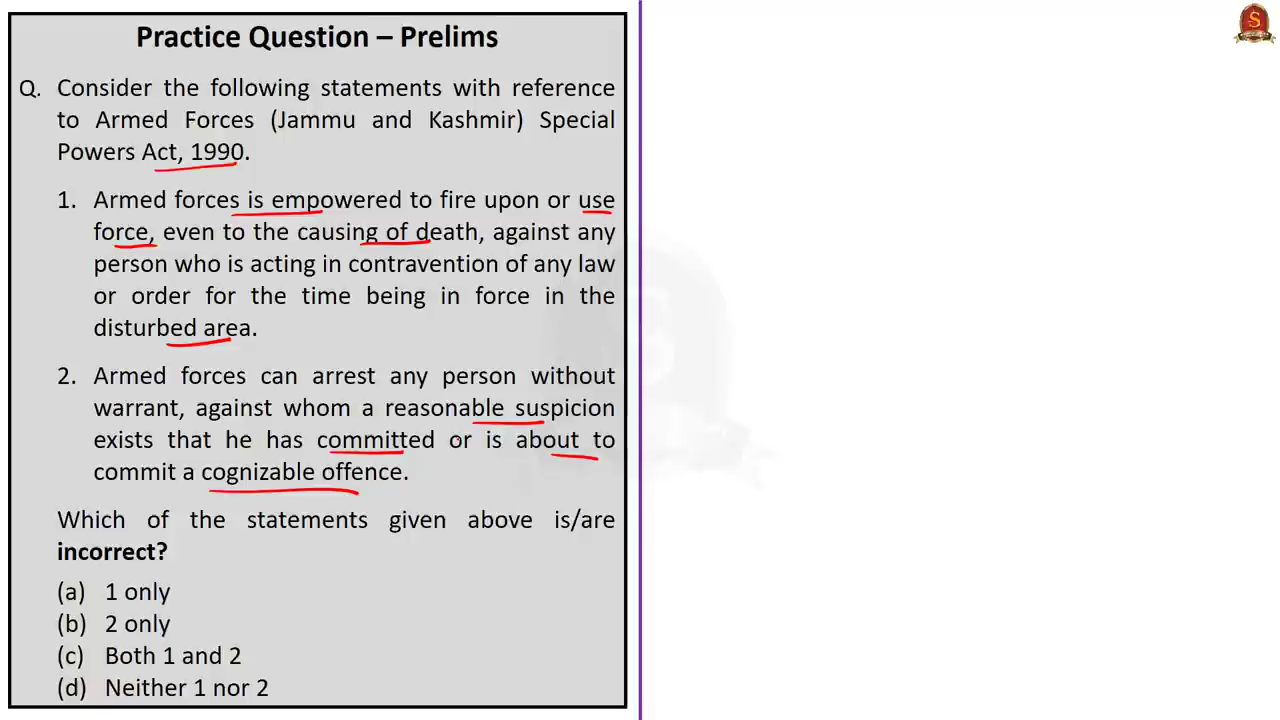 Practice Question – Prelims
Q. Consider the following statements with reference
to Armed Forces (Jammu and Kashmir) Special
Powers Act, 1990.
1. Armed forces is empowered to fire upon or use
force, even to the causing of death, against any
person who is acting in contravention of any law
or order for the time being in force in the
disturbed area.
2. Armed forces can arrest any person without
warrant, against whom a reasonable suspicion
exists that he has committed or is about to
commit a cognizable offence.
Which of the statements given above is/are
incorrect?
(a) 1 only
(b) 2 only
(c) Both 1 and 2
(d) Neither 1 nor 2
S